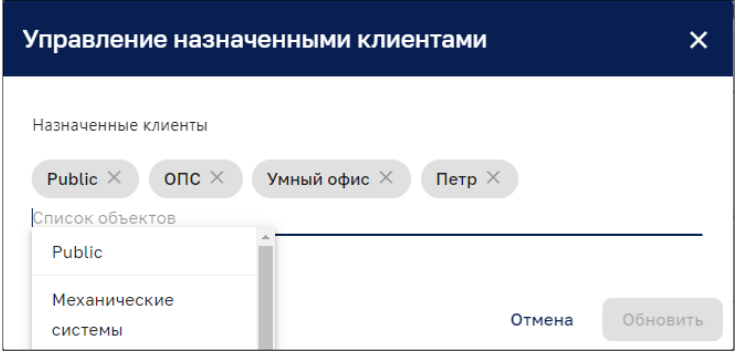 Управление назначенными клиентами
Назначенные клиенты
Public ОПС Умный офис Петр
Список объектов
Public
Механические
системы
Отмена Обновить